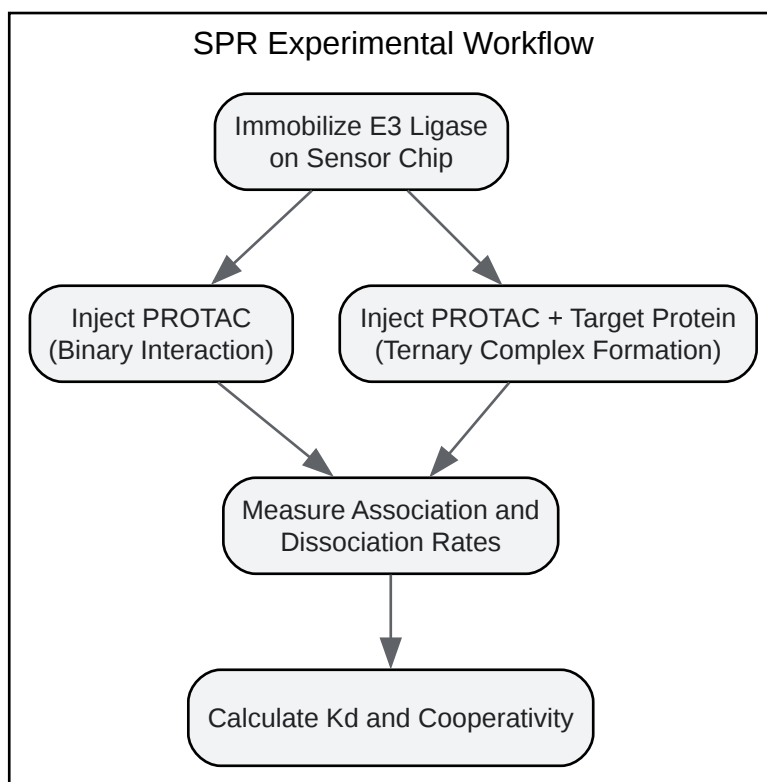 SPR Experimental Workflow
Immobilize E3 Ligase
on Sensor Chip
Inject PROTAC
(Binary Interaction)
Inject PROTAC + Target Protein
(Ternary Complex Formation)
Measure Association and
Dissociation Rates
Calculate Kd and Cooperativity